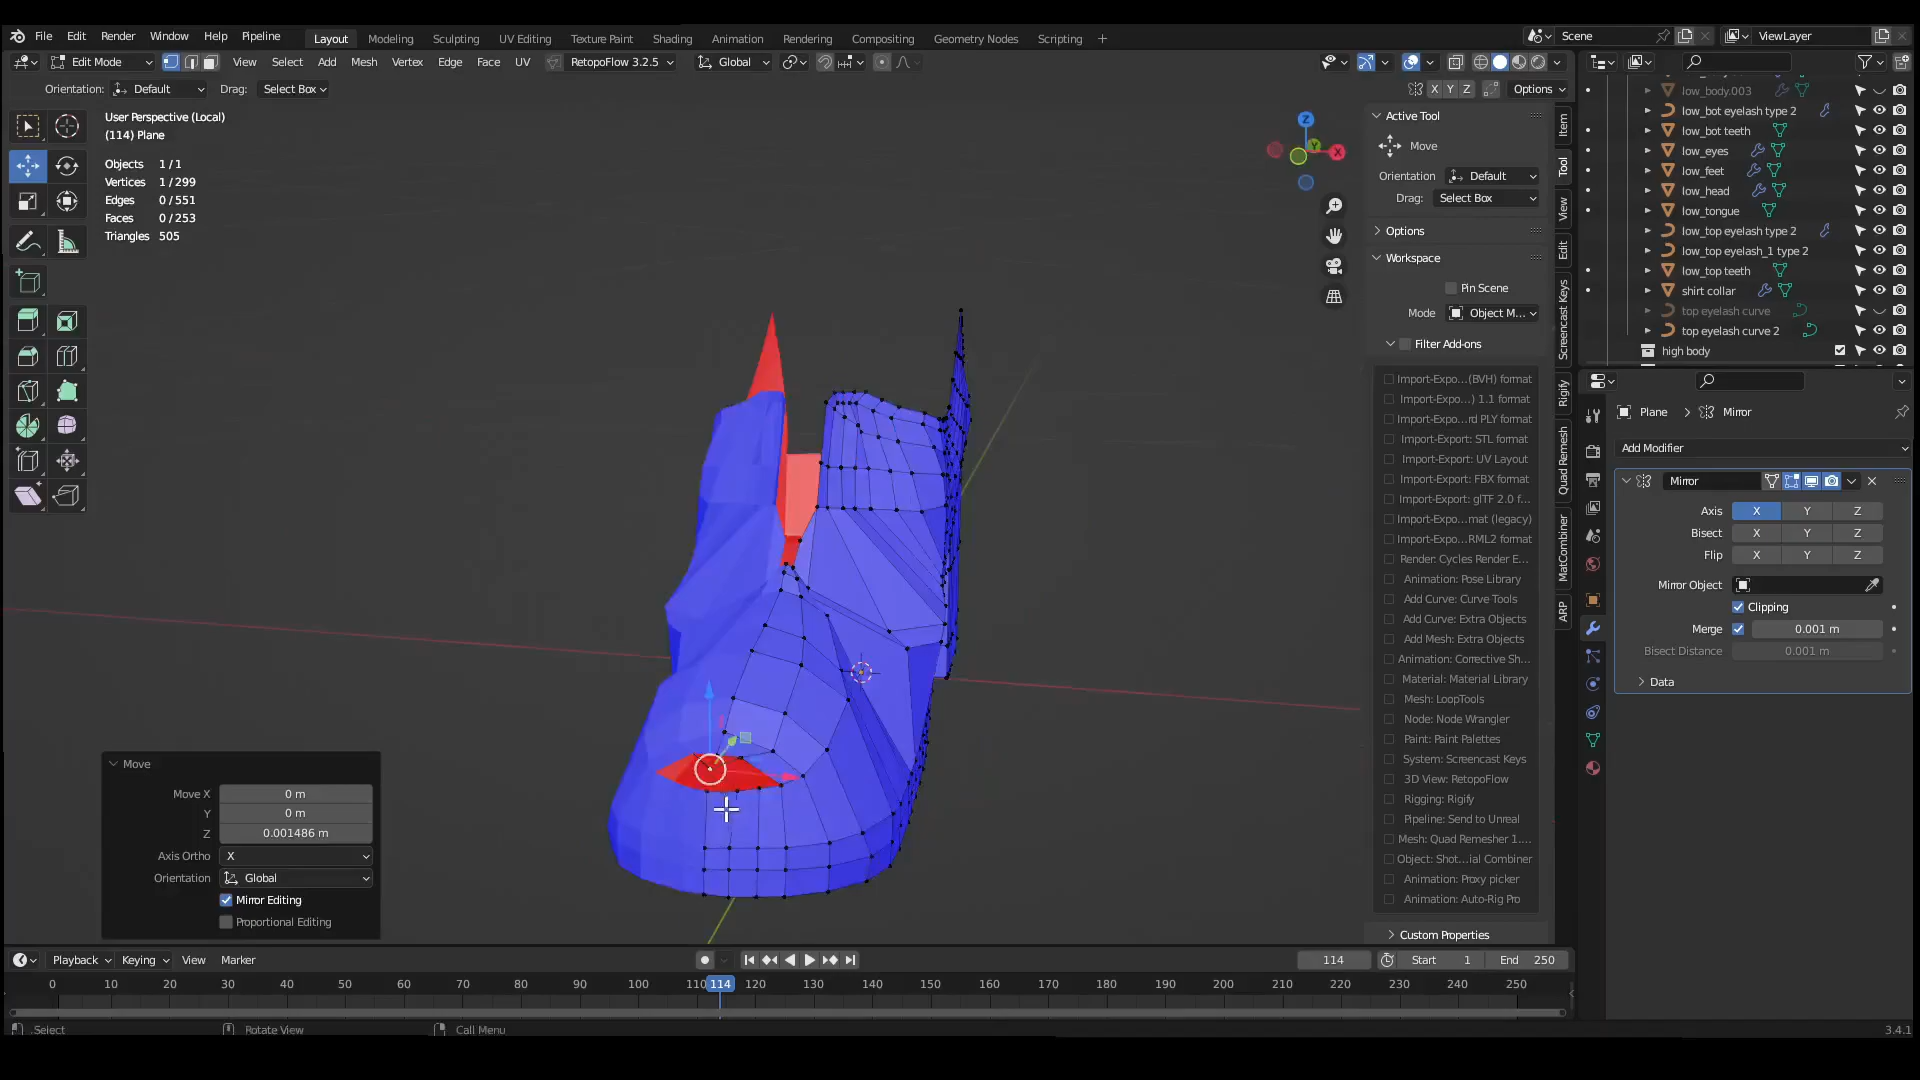 File Edit Render Window Help Pipeline Layout Modeling Sculpting UV Editing Texture Paint Shading Animation Rendering Compositing Geometry Nodes Scripting + Scene ViewLayer
Edit Mode View Select Add Mesh Vertex Edge Face UV RetopoFlow 3.2.5 Global
Orientation: Default Drag: Select Box X Y Z Options
User Perspective (Local)
(114) Plane
Objects 1 / 1
Vertices 1 / 299
Edges 0 / 551
Faces 0 / 253
Triangles 505
Z
Y
X
Active Tool
Move
Orientation Default
Drag: Select Box
Options
Workspace
Pin Scene
Mode Object M...
Filter Add-ons
Import-Expo...(BVH) format
Import-Expo...) 1.1 format
Import-Expo...rd PLY format
Import-Export: STL format
Import-Export: UV Layout
Import-Export: FBX format
Import-Export: glTF 2.0 f...
Import-Expo...mat (legacy)
Import-Expo...RML2 format
Render: Cycles Render E...
Animation: Pose Library
Add Curve: Curve Tools
Add Curve: Extra Objects
Add Mesh: Extra Objects
Animation: Corrective Sh...
Material: Material Library
Mesh: LoopTools
Node: Node Wrangler
Paint: Paint Palettes
System: Screencast Keys
3D View: RetopoFlow
Rigging: Rigify
Pipeline: Send to Unreal
Mesh: Quad Remesher 1....
Object: Shot...ial Combiner
Animation: Proxy picker
Animation: Auto-Rig Pro
Custom Properties
Item
Tool
View
Edit
Screencast Keys
Rigify
Quad Remesh
MatCombiner
ARP
low_body.003
low_bot eyelash type 2
low_bot teeth
low_eyes
low_feet
low_head
low_tongue
low_top eyelash type 2
low_top eyelash_1 type 2
low_top teeth
shirt collar
top eyelash curve
top eyelash curve 2
high body
Plane > Mirror
Add Modifier
Mirror
Axis X Y Z
Bisect X Y Z
Flip X Y Z
Mirror Object
Clipping
Merge 0.001 m
Bisect Distance 0.001 m
Data
Move
Move X 0 m
Y 0 m
Z 0.001486 m
Axis Ortho X
Orientation Global
Mirror Editing
Proportional Editing
Playback Keying View Marker 114 Start 1 End 250
0 10 20 30 40 50 60 70 80 90 100 110 114 120 130 140 150 160 170 180 190 200 210 220 230 240 250
Select Rotate View Call Menu 3.4.1